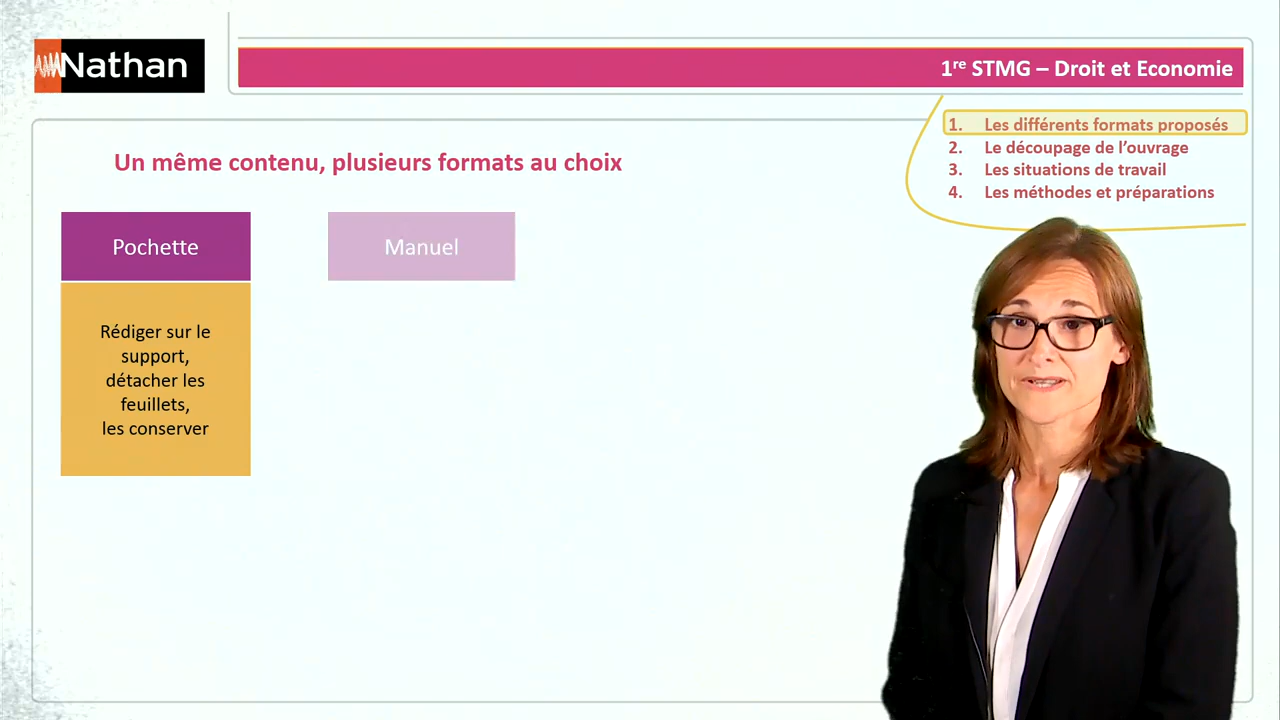 Nathan
1re STMG – Droit et Economie
1. Les différents formats proposés
2. Le découpage de l'ouvrage
3. Les situations de travail
4. Les méthodes et préparations
Un même contenu, plusieurs formats au choix
Pochette
Manuel
Rédiger sur le
support,
détacher les
feuillets,
les conserver